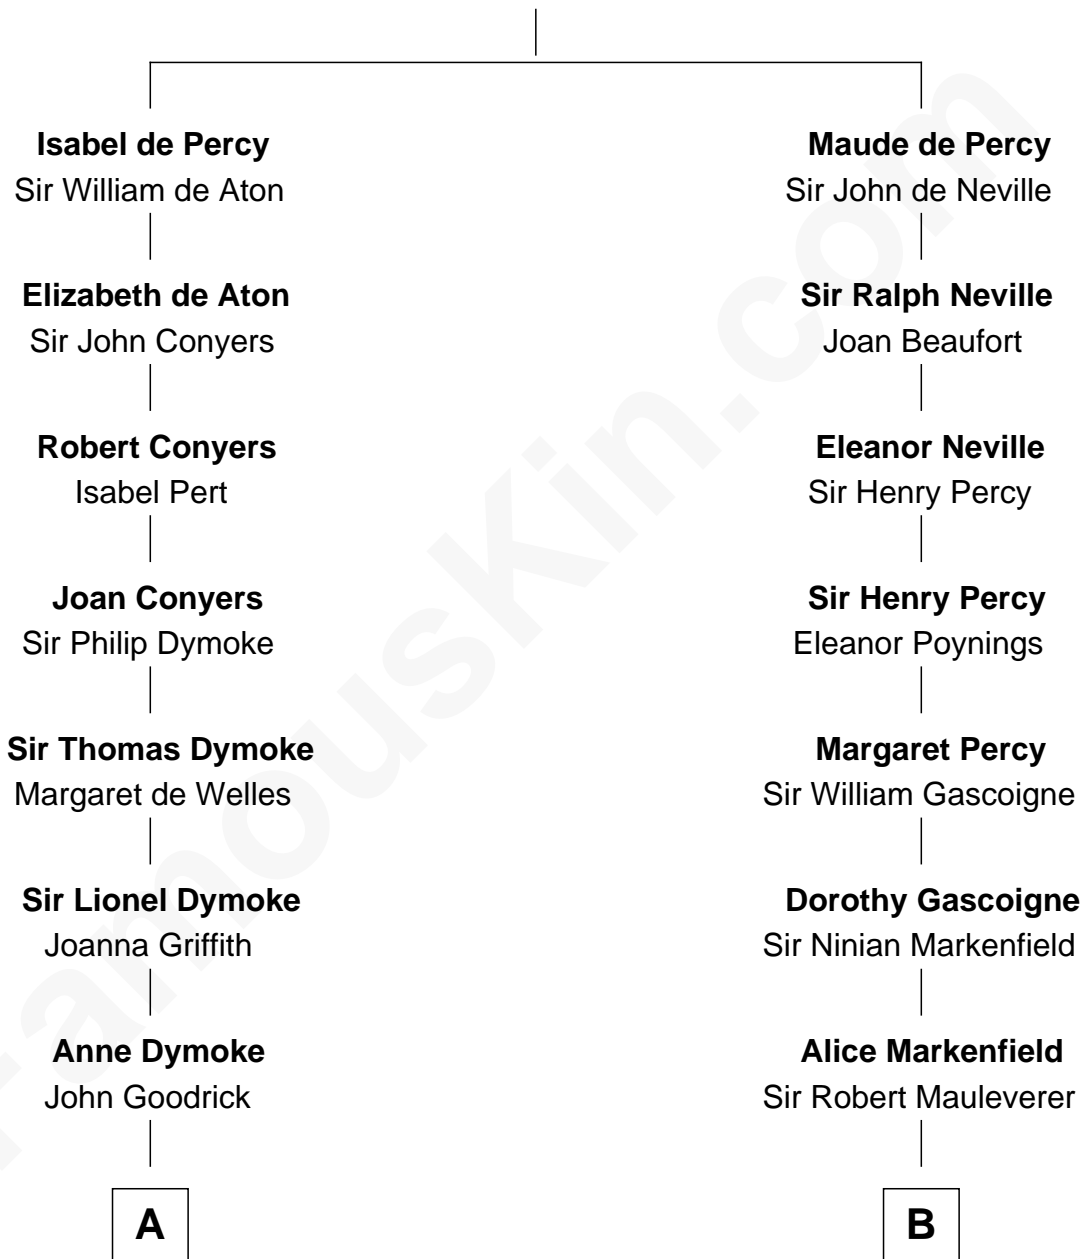 Isabel de Percy
Sir William de Aton
Elizabeth de Aton
Sir John Conyers
Robert Conyers
Isabel Pert
Joan Conyers
Sir Philip Dymoke
Sir Thomas Dymoke
Margaret de Welles
Sir Lionel Dymoke
Joanna Griffith
Anne Dymoke
John Goodrick
A
Maude de Percy
Sir John de Neville
Sir Ralph Neville
Joan Beaufort
Eleanor Neville
Sir Henry Percy
Sir Henry Percy
Eleanor Poynings
Margaret Percy
Sir William Gascoigne
Dorothy Gascoigne
Sir Ninian Markenfield
Alice Markenfield
Sir Robert Mauleverer
B
FamousKin.com